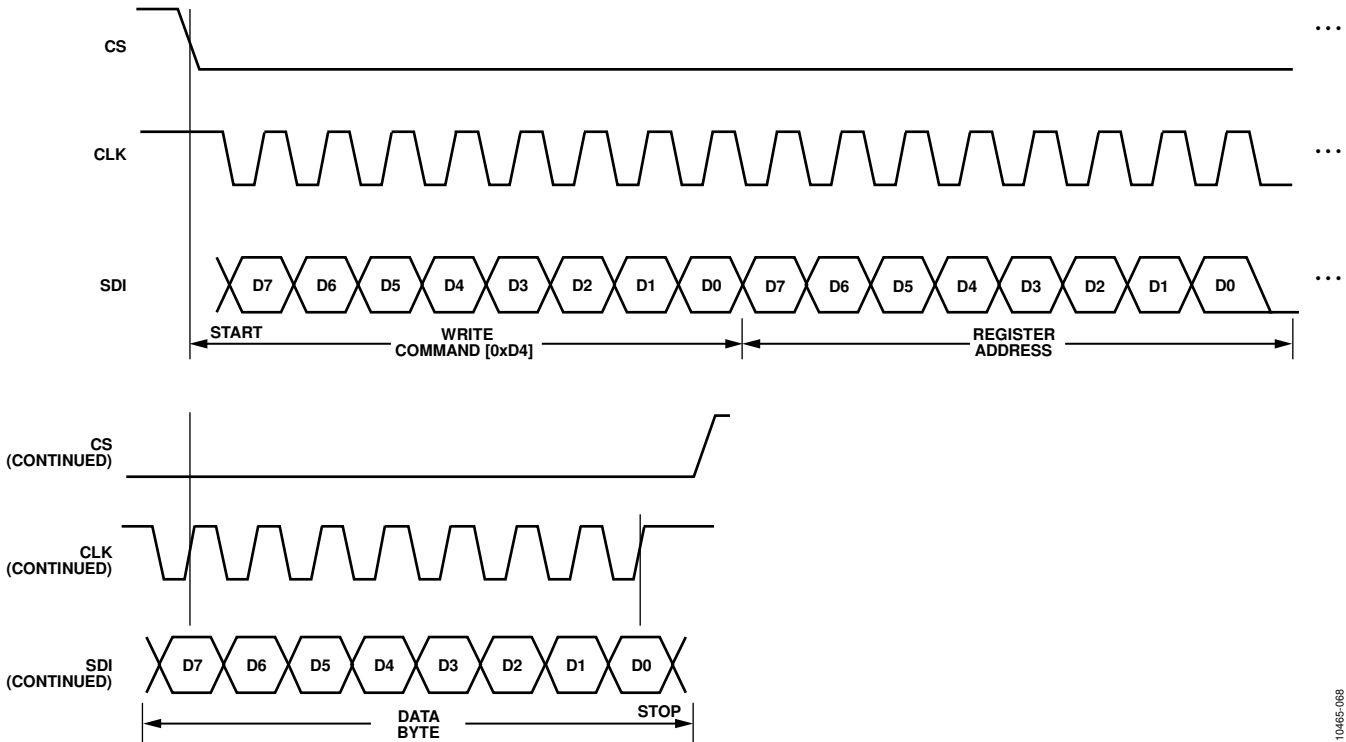 CS
...
CLK
...
SDI
D7 D6 D5 D4 D3 D2 D1 D0 D7 D6 D5 D4 D3 D2 D1 D0
...
START
WRITE
COMMAND [0xD4]
REGISTER
ADDRESS
CS
(CONTINUED)
CLK
(CONTINUED)
SDI
(CONTINUED)
D7 D6 D5 D4 D3 D2 D1 D0
DATA
BYTE
STOP
10465-068